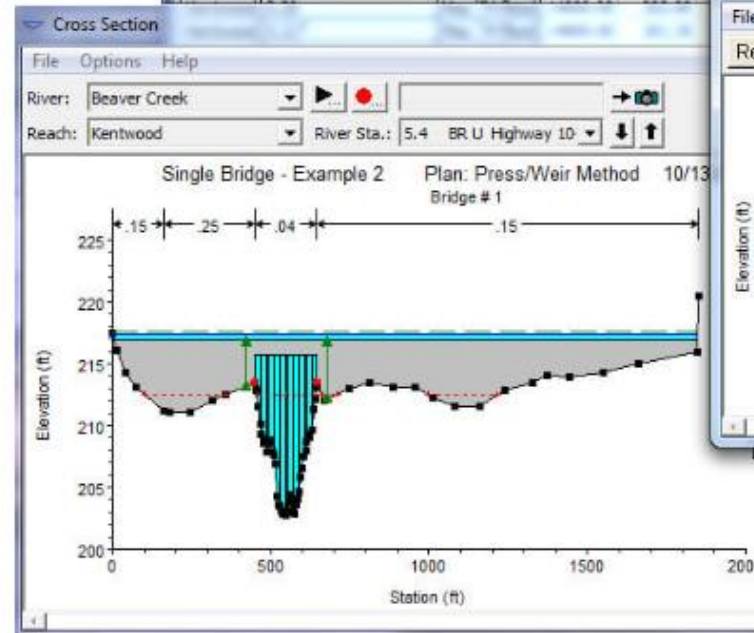 Cross Section
File Options Help
River: Beaver Creek
Reach: Kentwood River Sta.: 5.4 BR U Highway 10
Single Bridge - Example 2 Plan: Press/Weir Method 10/13
Bridge # 1
.15 .25 .04 .15
225
220
215
210
205
200
Elevation (ft)
0 500 1000 1500 200
Station (ft)
File
Re
Elevation (ft)